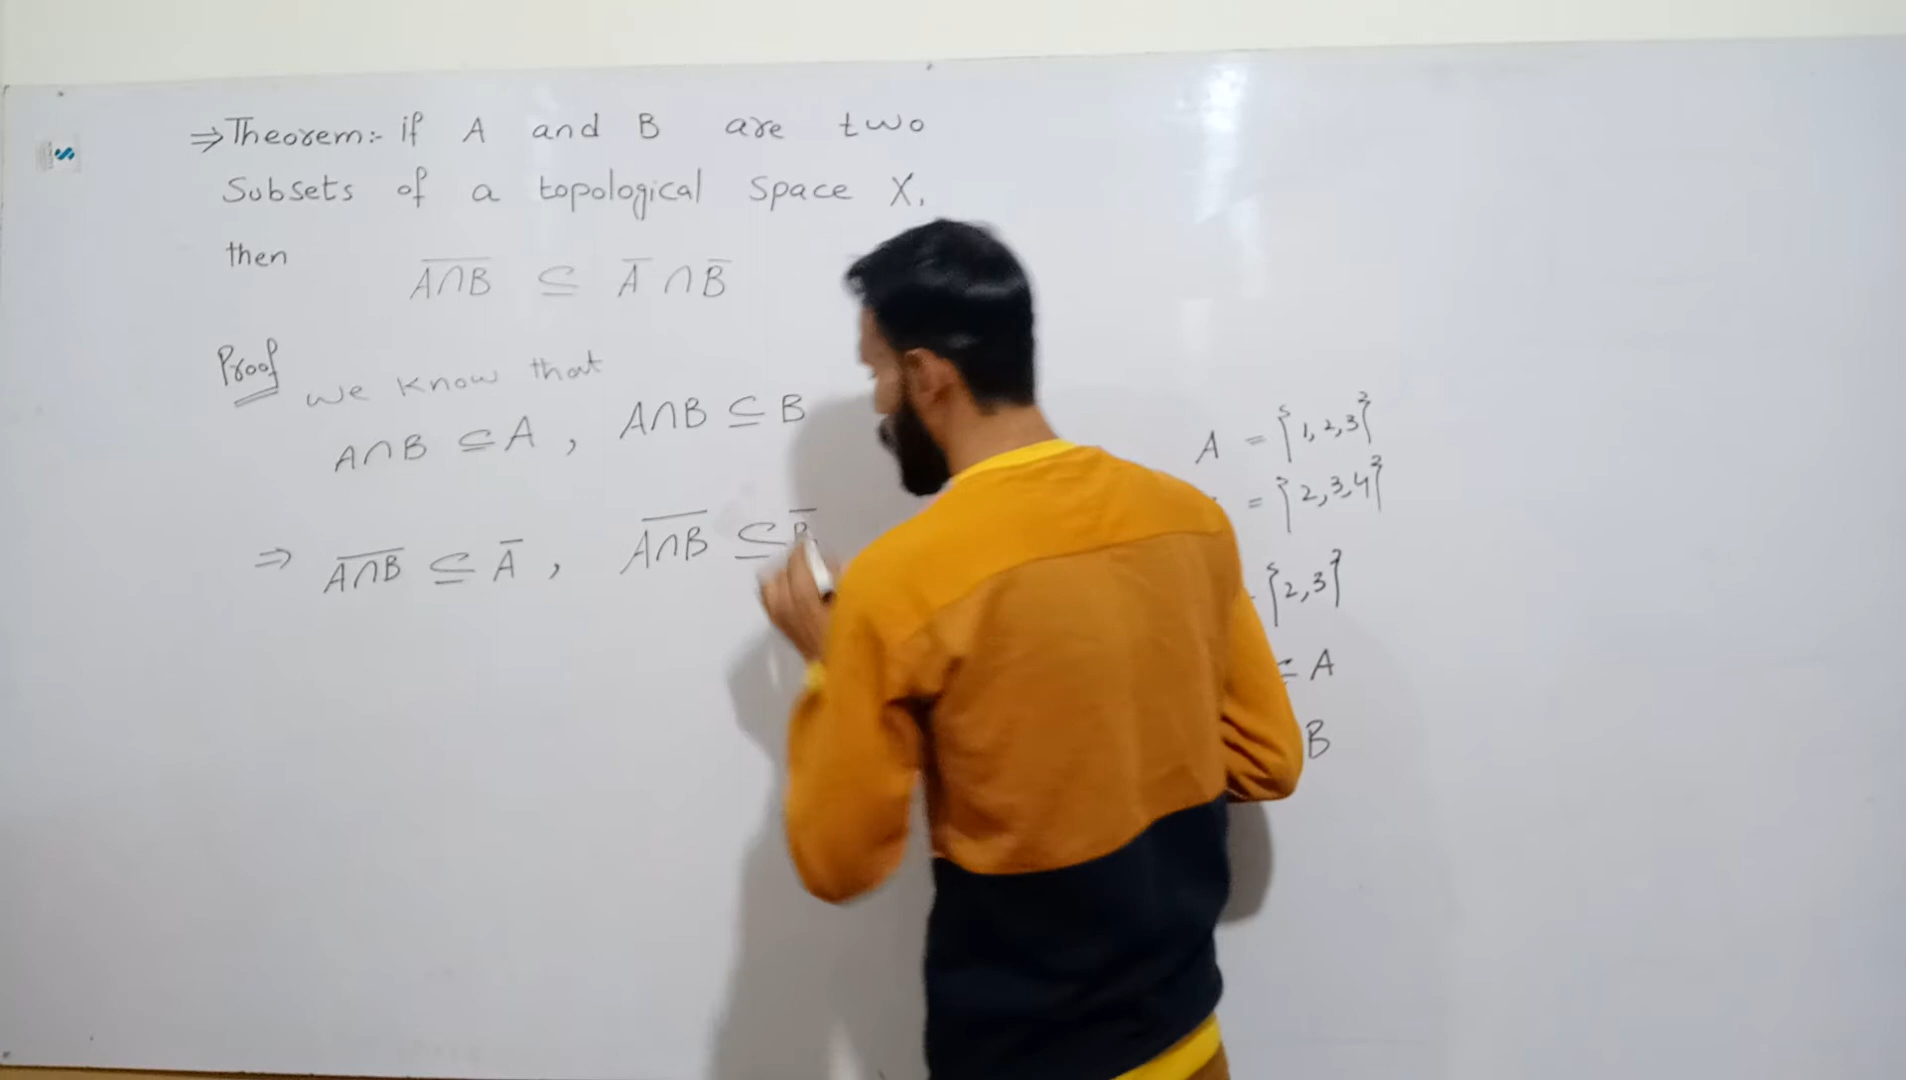 ⇒ Theorem:- if A and B are two
Subsets of a topological Space X,
then
A̅∩̅B̅ ⊆ A̅ ∩ B̅
Proof
we know that
A∩B ⊆ A , A∩B ⊆ B
⇒ A̅∩̅B̅ ⊆ A̅ , A̅∩̅B̅ ⊆ B̅
A = {1,2,3}
= {2,3,4}
{2,3}
⊆ A
B